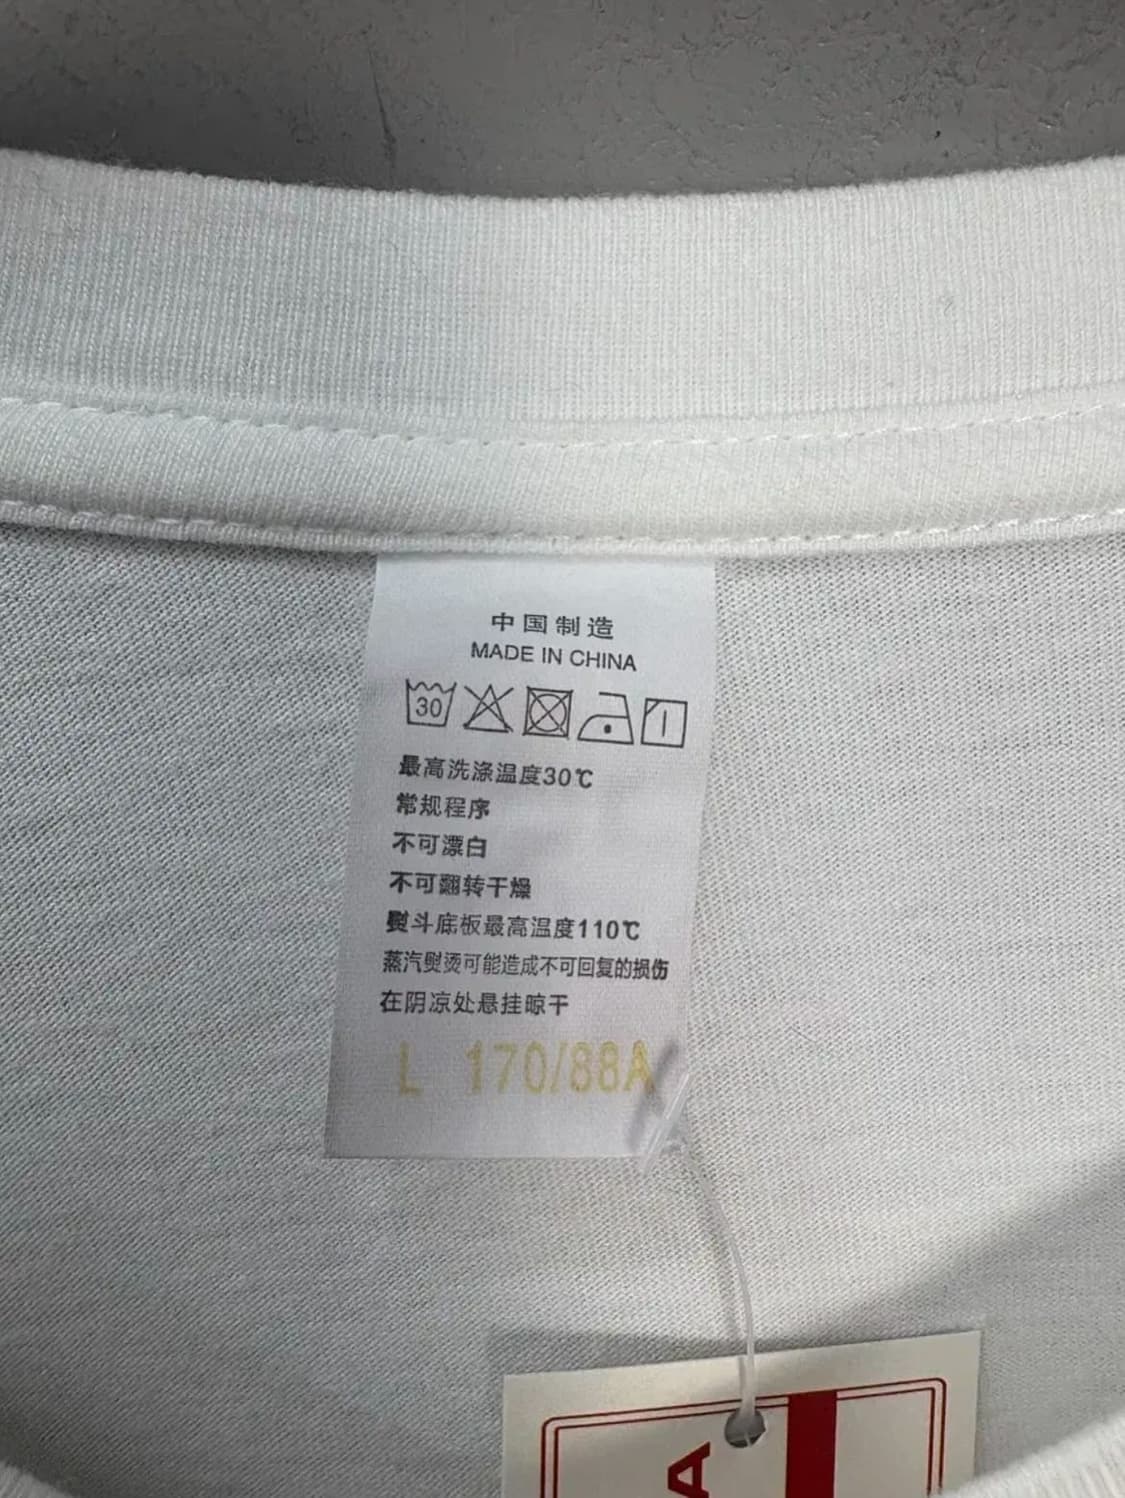 中国制造
MADE IN CHINA
30
最高洗涤温度30℃
常规程序
不可漂白
不可翻转干燥
熨斗底板最高温度110℃
蒸汽熨烫可能造成不可回复的损伤
在阴凉处悬挂晾干
L 170/88A
A